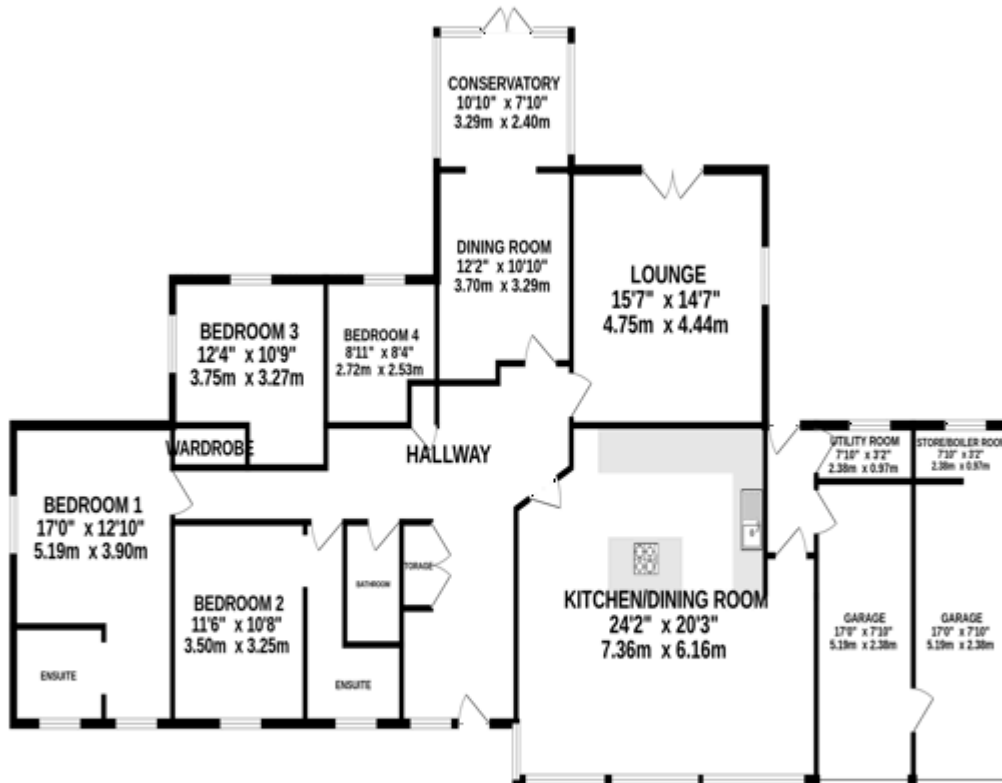 CONSERVATORY
10'10" x 7'10"
3.29m x 2.40m
DINING ROOM
12'2" x 10'10"
3.70m x 3.29m
LOUNGE
15'7" x 14'7"
4.75m x 4.44m
BEDROOM 3
12'4" x 10'9"
3.75m x 3.27m
BEDROOM 4
8'11" x 8'4"
2.72m x 2.53m
WARDROBE
HALLWAY
UTILITY ROOM
7'10" x 3'2"
2.38m x 0.97m
STORE/BOILER ROOM
7'10" x 3'2"
2.38m x 0.97m
BEDROOM 1
17'0" x 12'10"
5.19m x 3.90m
BEDROOM 2
11'6" x 10'8"
3.50m x 3.25m
BATHROOM
TORAGE
KITCHEN/DINING ROOM
24'2" x 20'3"
7.36m x 6.16m
GARAGE
17'0" x 7'10"
5.19m x 2.38m
GARAGE
17'0" x 7'10"
5.19m x 2.38m
ENSUITE
ENSUITE